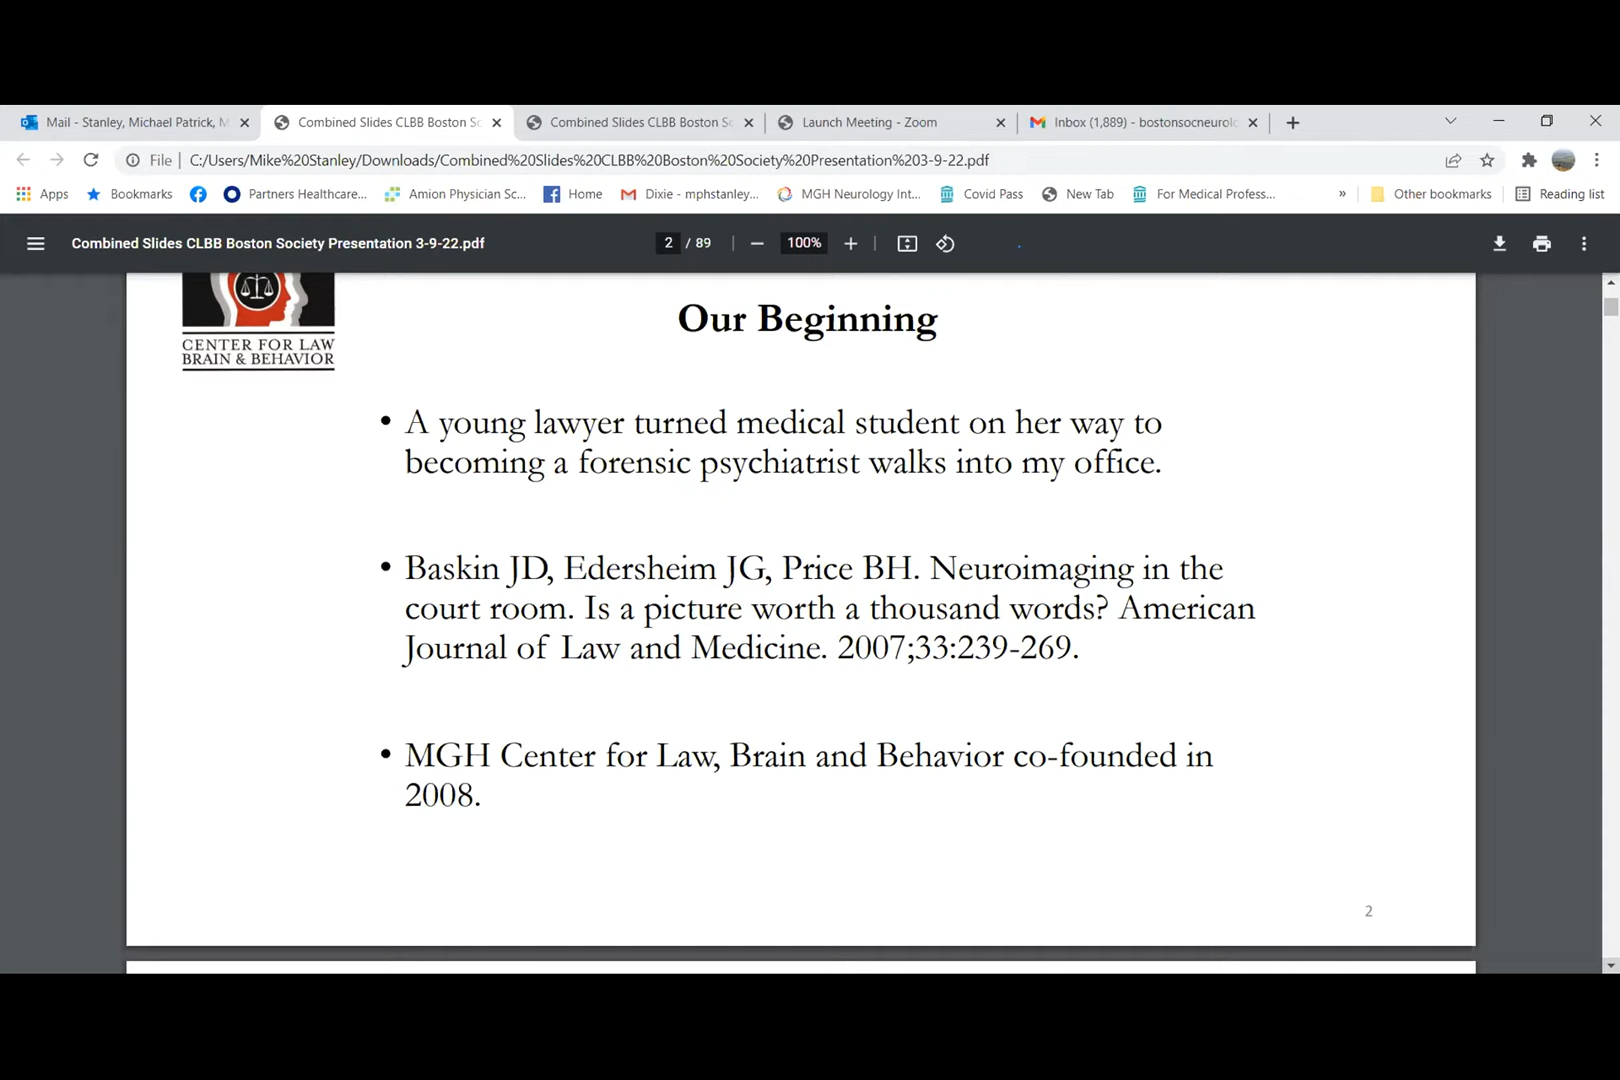 Mail - Stanley, Michael Patrick, M
Combined Slides CLBB Boston Sc
Combined Slides CLBB Boston Sc
Launch Meeting - Zoom
Inbox (1,889) - bostonsocneurolo
File
C:/Users/Mike%20Stanley/Downloads/Combined%20Slides%20CLBB%20Boston%20Society%20Presentation%203-9-22.pdf
Apps
Bookmarks
Partners Healthcare...
Amion Physician Sc...
Home
Dixie - mphstanley...
MGH Neurology Int...
Covid Pass
New Tab
For Medical Profess...
»
Other bookmarks
Reading list
Combined Slides CLBB Boston Society Presentation 3-9-22.pdf
2 / 89
100%
CENTER FOR LAW
BRAIN & BEHAVIOR
Our Beginning
• A young lawyer turned medical student on her way to
becoming a forensic psychiatrist walks into my office.
• Baskin JD, Edersheim JG, Price BH. Neuroimaging in the
court room. Is a picture worth a thousand words? American
Journal of Law and Medicine. 2007;33:239-269.
• MGH Center for Law, Brain and Behavior co-founded in
2008.
2